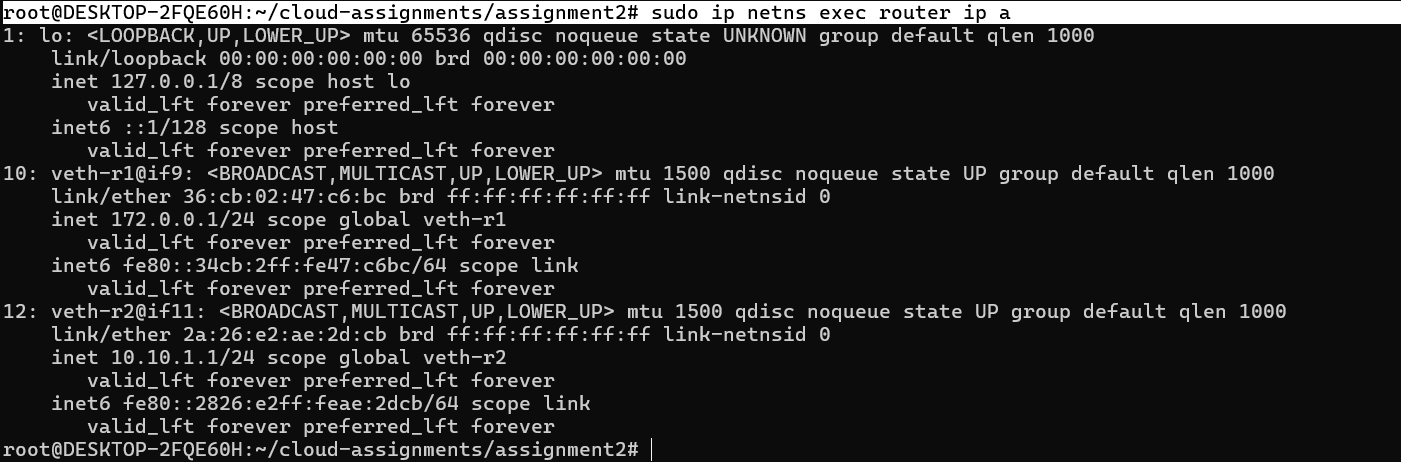 root@DESKTOP-2FQE60H:~/cloud-assignments/assignment2# sudo ip netns exec router ip a
1: lo: <LOOPBACK,UP,LOWER_UP> mtu 65536 qdisc noqueue state UNKNOWN group default qlen 1000
    link/loopback 00:00:00:00:00:00 brd 00:00:00:00:00:00
    inet 127.0.0.1/8 scope host lo
       valid_lft forever preferred_lft forever
    inet6 ::1/128 scope host
       valid_lft forever preferred_lft forever
10: veth-r1@if9: <BROADCAST,MULTICAST,UP,LOWER_UP> mtu 1500 qdisc noqueue state UP group default qlen 1000
    link/ether 36:cb:02:47:c6:bc brd ff:ff:ff:ff:ff:ff link-netnsid 0
    inet 172.0.0.1/24 scope global veth-r1
       valid_lft forever preferred_lft forever
    inet6 fe80::34cb:2ff:fe47:c6bc/64 scope link
       valid_lft forever preferred_lft forever
12: veth-r2@if11: <BROADCAST,MULTICAST,UP,LOWER_UP> mtu 1500 qdisc noqueue state UP group default qlen 1000
    link/ether 2a:26:e2:ae:2d:cb brd ff:ff:ff:ff:ff:ff link-netnsid 0
    inet 10.10.1.1/24 scope global veth-r2
       valid_lft forever preferred_lft forever
    inet6 fe80::2826:e2ff:feae:2dcb/64 scope link
       valid_lft forever preferred_lft forever
root@DESKTOP-2FQE60H:~/cloud-assignments/assignment2#